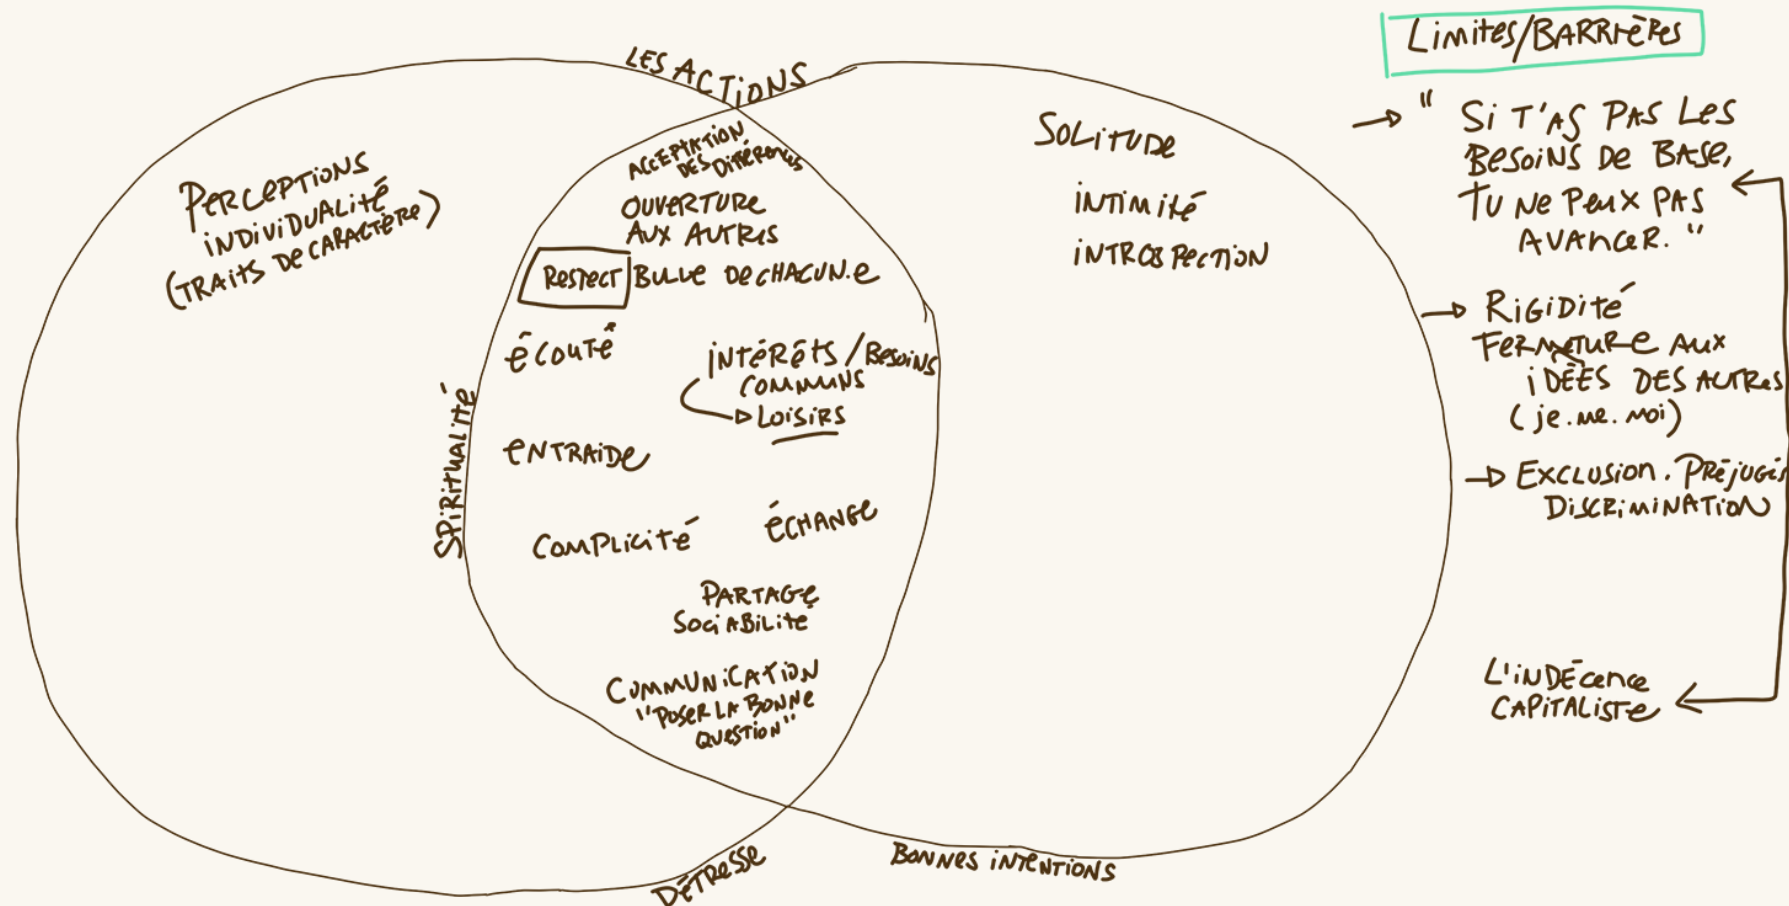 LES ACTIONS
PERCEPTIONS
INDIVIDUALITÉ
(TRAITS DE CARACTÈRE)
SPIRITUALITÉ
ACCEPTATION
DES DIFFÉRENCES
OUVERTURE
AUX AUTRES
RESPECT BULLE DE CHACUN.E
ÉCOUTÉ
INTÉRÊTS / BESOINS
COMMUNS
LOISIRS
ENTRAIDE
COMPLICITÉ
ÉCHANGE
PARTAGE
SOCIABILITE
COMMUNICATION
"POSER LA BONNE
QUESTION"
SOLITUDE
INTIMITÉ
INTROSPECTION
DÉTRESSE
BONNES INTENTIONS
Limites/BARRIÈRES
→ " Si T'AS PAS LES
BESOINS DE BASE,
TU NE PEUX PAS
AVANCER. "
→ RIGIDITÉ
FERMETURE AUX
IDÉES DES AUTRES
(je.me.moi)
→ EXCLUSION. PRÉJUGÉS
DISCRIMINATION
L'INDÉCENCE
CAPITALISTE